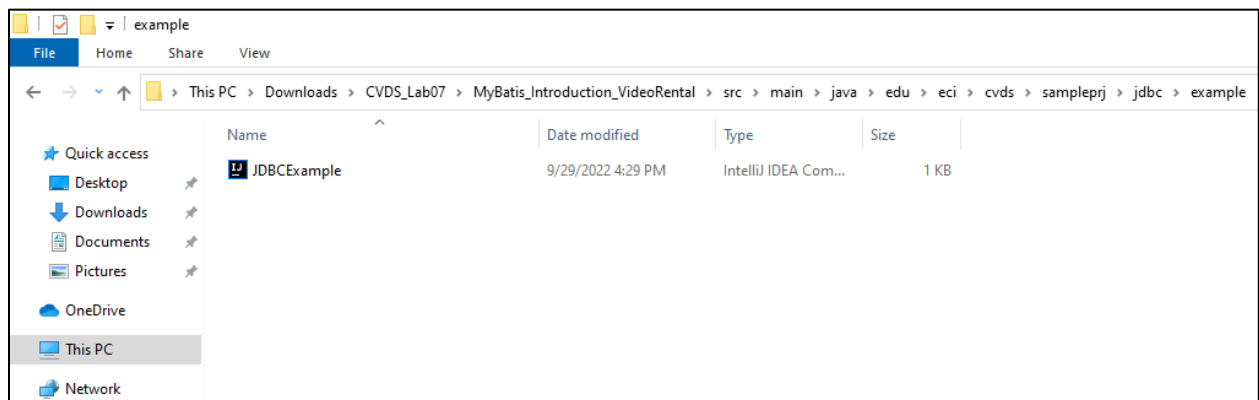 example
File Home Share View
This PC > Downloads > CVDS_Lab07 > MyBatis_Introduction_VideoRental > src > main > java > edu > eci > cvds > sampleprj > jdbc > example
Name Date modified Type Size
Quick access
JDBCExample 9/29/2022 4:29 PM IntelliJ IDEA Com... 1 KB
Desktop
Downloads
Documents
Pictures
OneDrive
This PC
Network